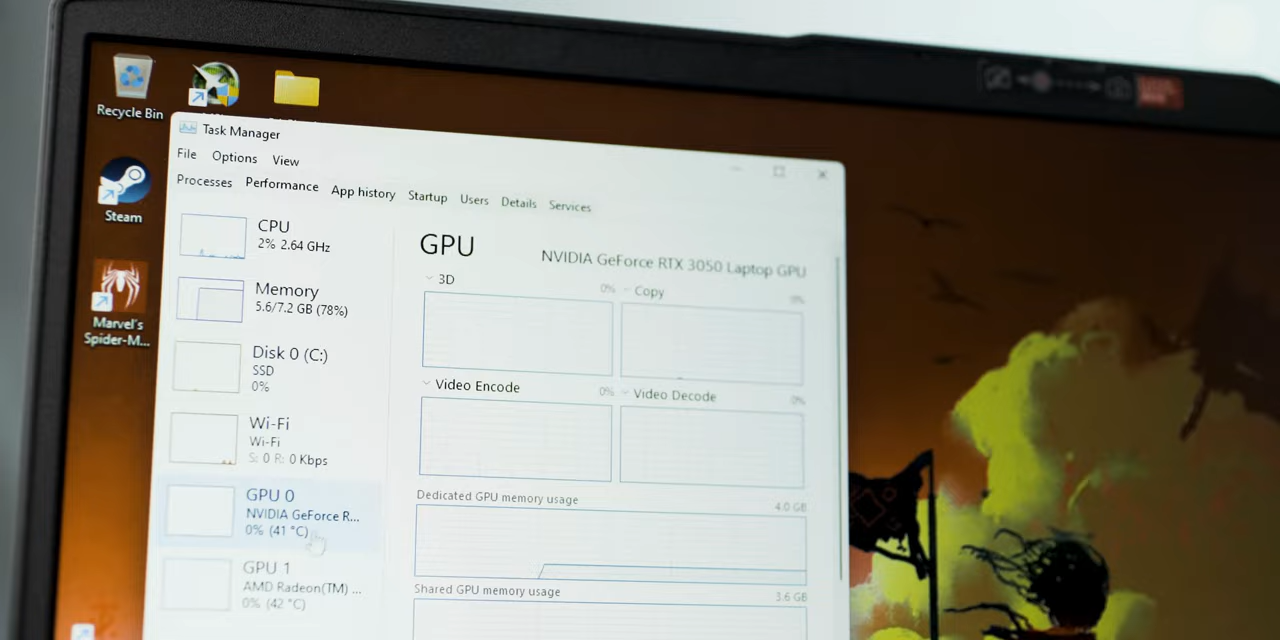 Recycle Bin
Steam
Marvel's
Spider-M...
Task Manager
File Options View
Processes Performance App history Startup Users Details Services
CPU
2% 2.64 GHz
Memory
5.6/7.2 GB (78%)
Disk 0 (C:)
SSD
0%
Wi-Fi
Wi-Fi
S: 0 R: 0 Kbps
GPU 0
NVIDIA GeForce R...
0% (41 °C)
GPU 1
AMD Radeon(TM) ...
0% (42 °C)
GPU NVIDIA GeForce RTX 3050 Laptop GPU
3D 0% Copy 0%
Video Encode 0% Video Decode 0%
Dedicated GPU memory usage 4.0 GB
Shared GPU memory usage 3.6 GB